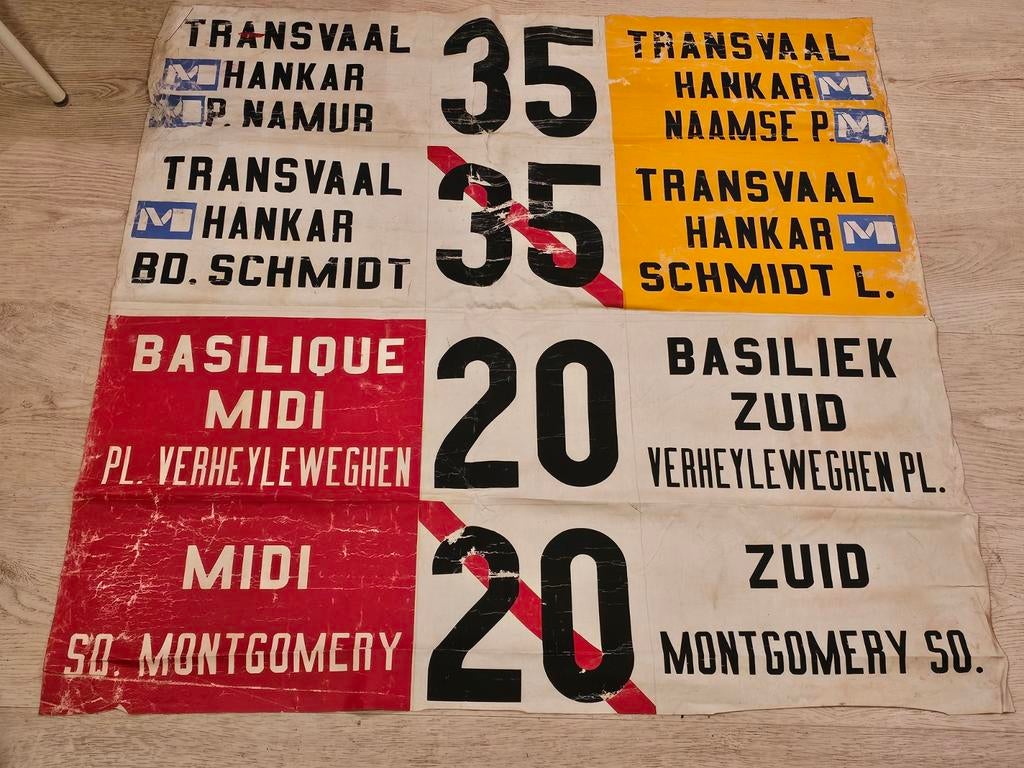 TRANSVAAL
M HANKAR
M P. NAMUR
35
TRANSVAAL
HANKAR M
NAAMSE P. M
TRANSVAAL
M HANKAR
BD. SCHMIDT
35
TRANSVAAL
HANKAR M
SCHMIDT L.
BASILIQUE
MIDI
PL. VERHEYLEWEGHEN
20
BASILIEK
ZUID
VERHEYLEWEGHEN PL.
MIDI
SQ. MONTGOMERY
20
ZUID
MONTGOMERY SQ.